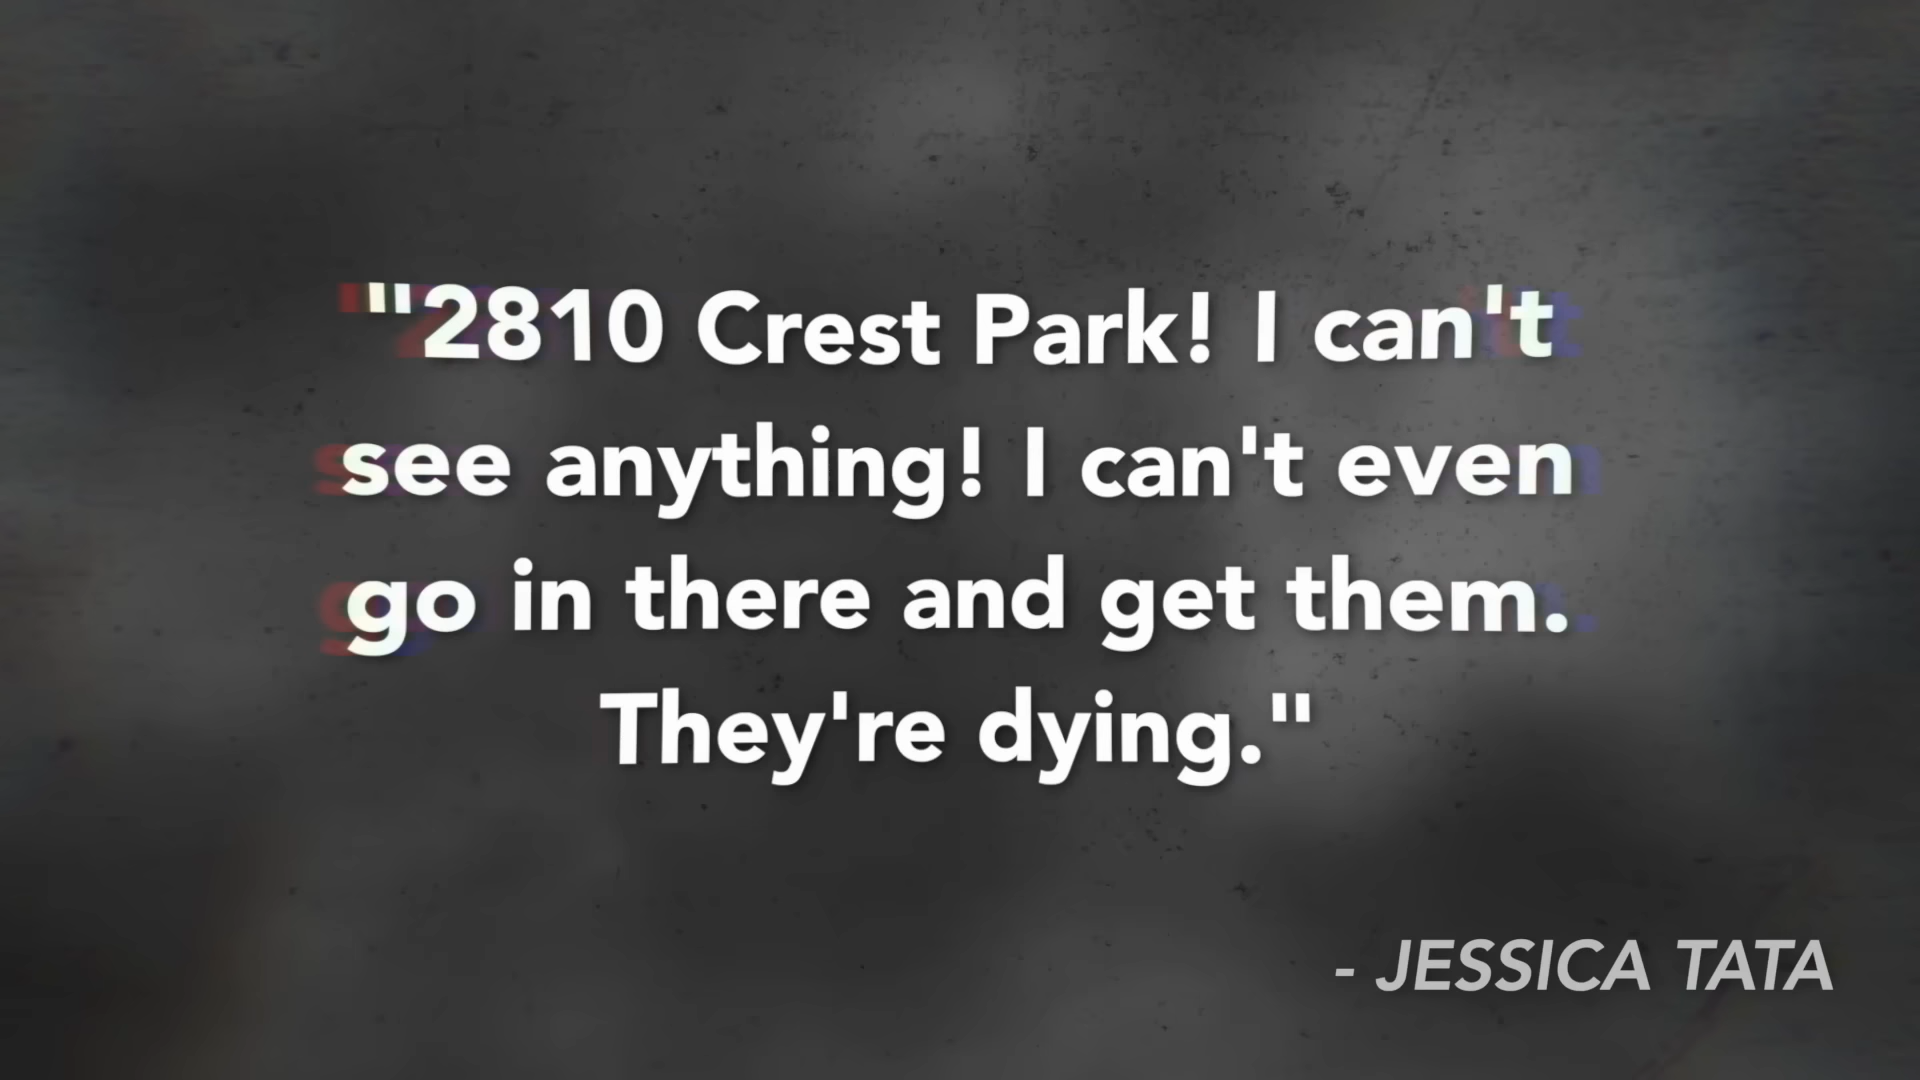 "2810 Crest Park! I can't
see anything! I can't even
go in there and get them.
They're dying."
- JESSICA TATA